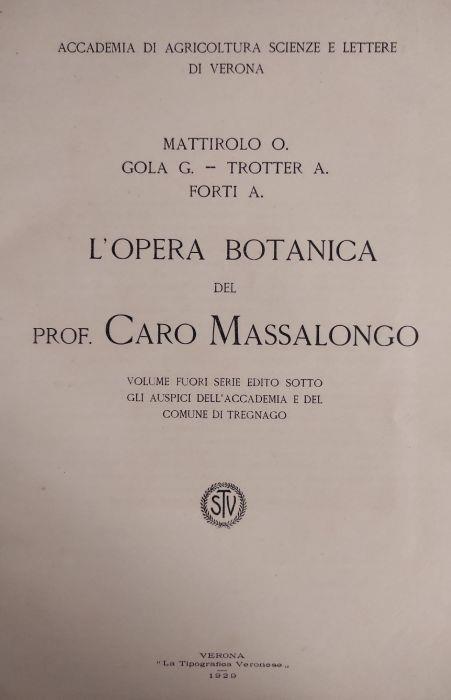 ACCADEMIA DI AGRICOLTURA SCIENZE E LETTERE
DI VERONA
MATTIROLO O.
GOLA G. – TROTTER A.
FORTI A.
L'OPERA BOTANICA
DEL
PROF. CARO MASSALONGO
VOLUME FUORI SERIE EDITO SOTTO
GLI AUSPICI DELL'ACCADEMIA E DEL
COMUNE DI TREGNAGO
STV
VERONA
"La Tipografica Veronese„
1929